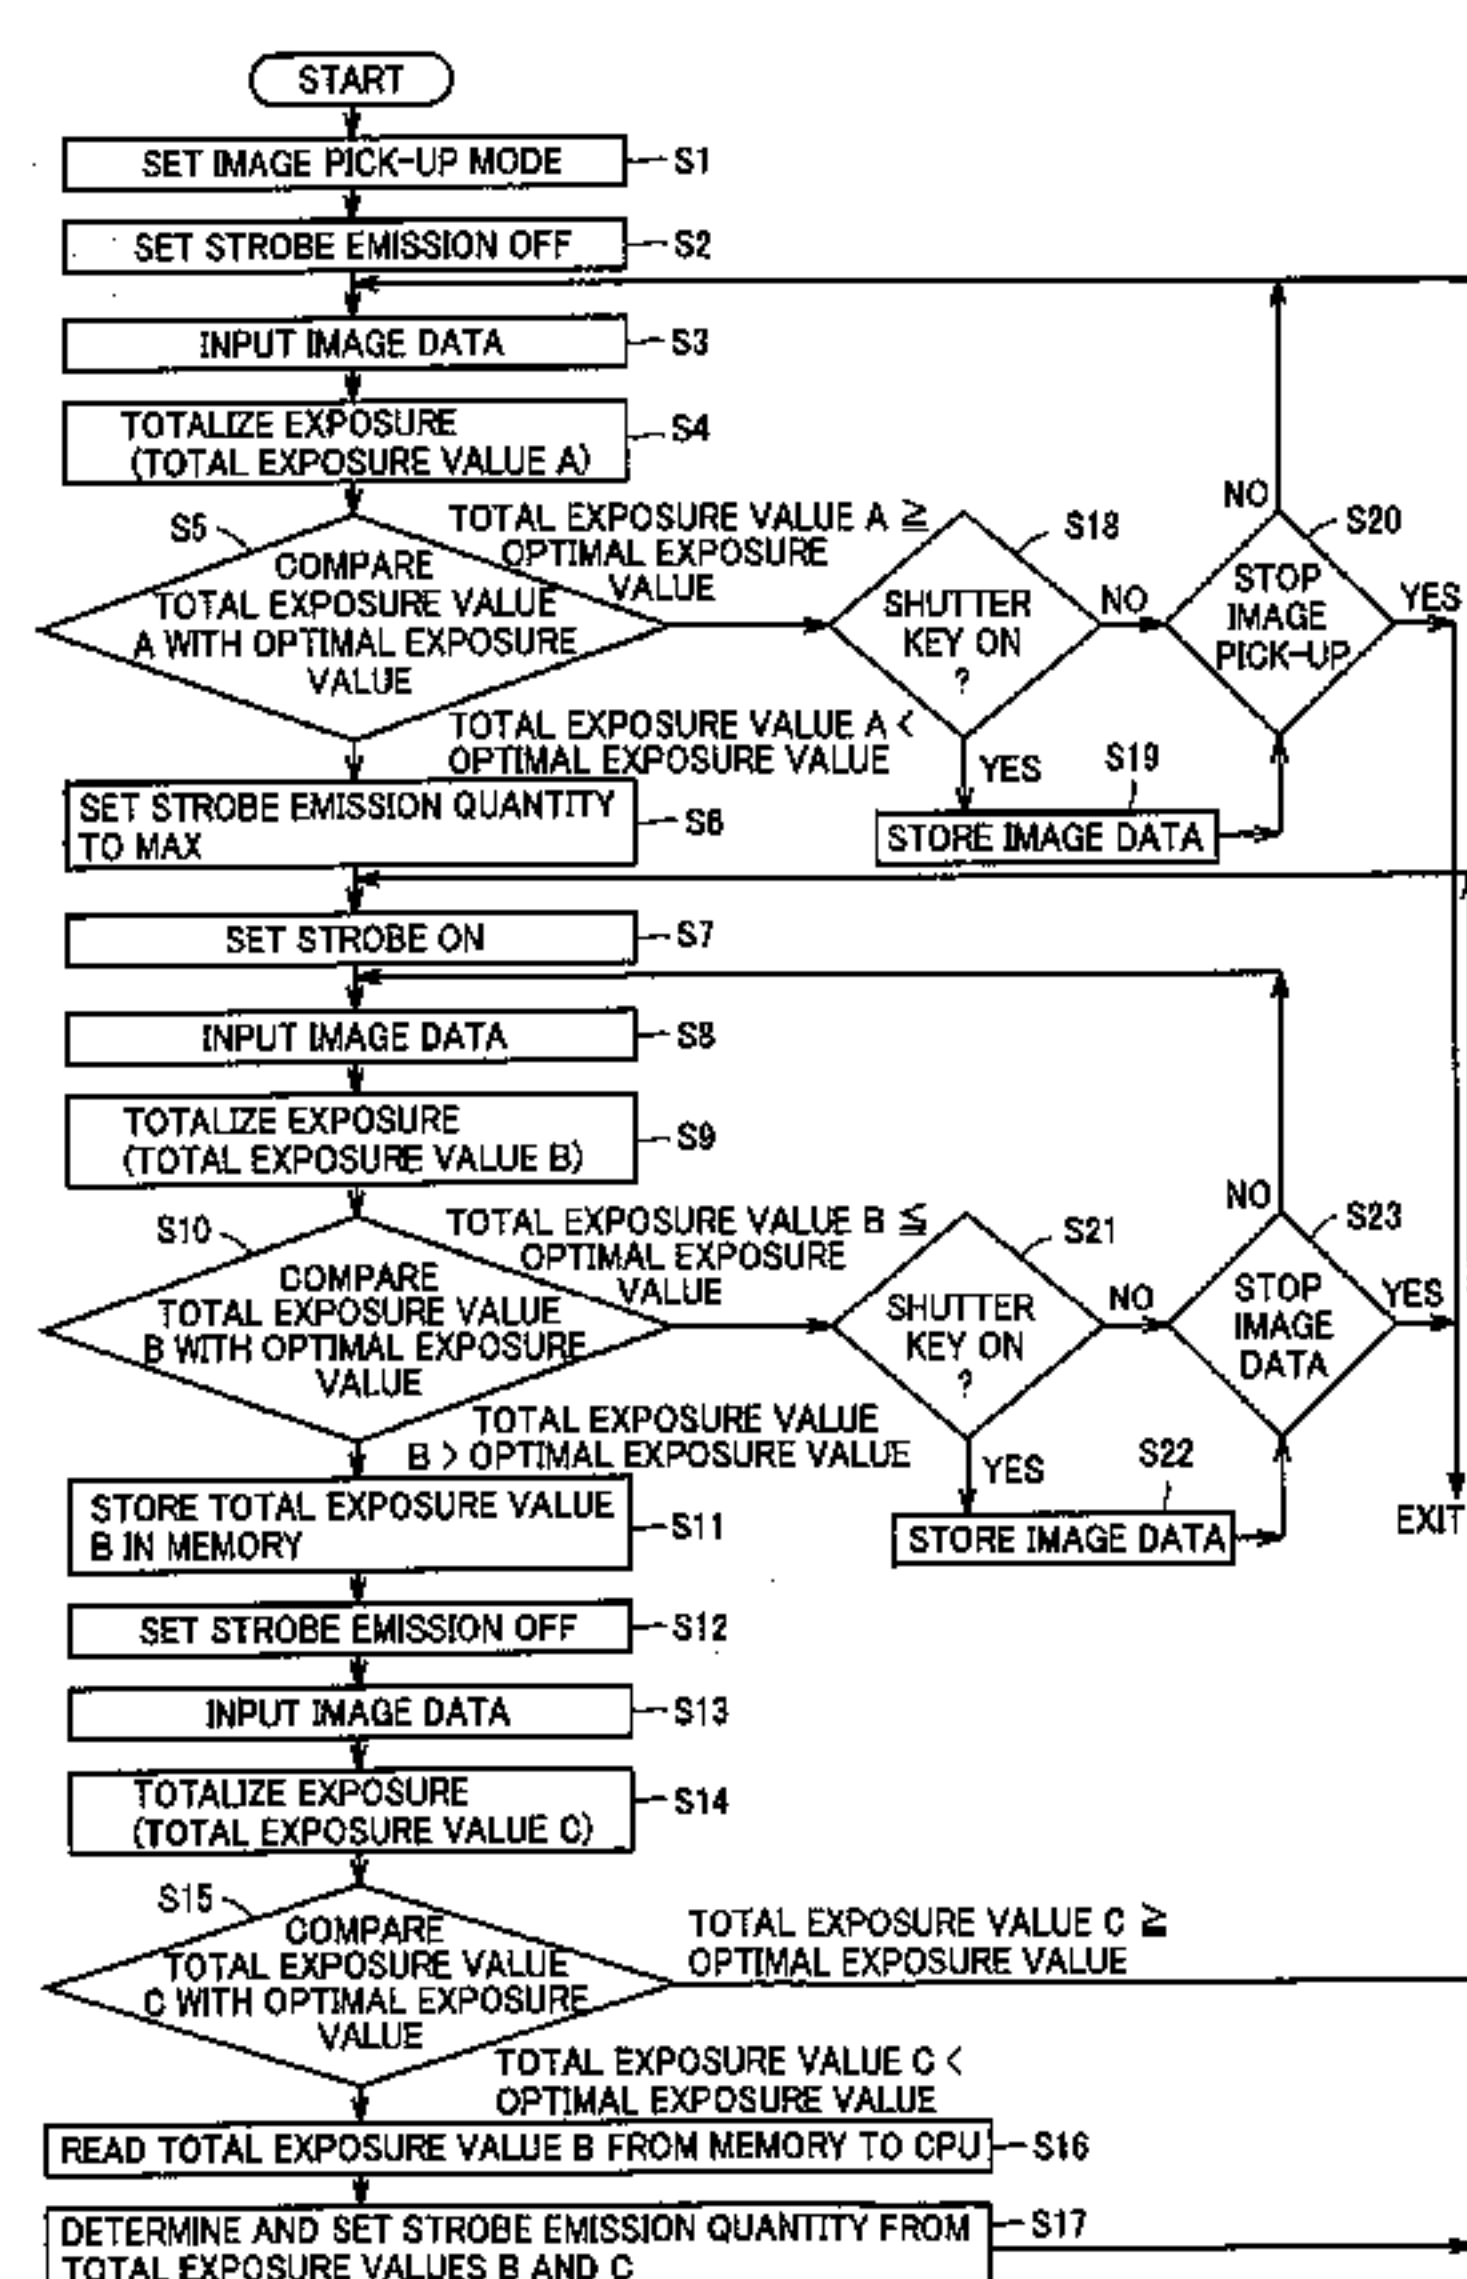 START
SET IMAGE PICK-UP MODE
S1
SET STROBE EMISSION OFF
S2
INPUT IMAGE DATA
S3
TOTALIZE EXPOSURE
(TOTAL EXPOSURE VALUE A)
S4
S5
COMPARE
TOTAL EXPOSURE VALUE
A WITH OPTIMAL EXPOSURE
VALUE
TOTAL EXPOSURE VALUE A ≧
OPTIMAL EXPOSURE
VALUE
SHUTTER
KEY ON
?
S18
NO
STOP
IMAGE
PICK-UP
S20
NO
YES
TOTAL EXPOSURE VALUE A <
OPTIMAL EXPOSURE VALUE
YES
S19
STORE IMAGE DATA
SET STROBE EMISSION QUANTITY
TO MAX
S6
SET STROBE ON
S7
INPUT IMAGE DATA
S8
TOTALIZE EXPOSURE
(TOTAL EXPOSURE VALUE B)
S9
S10
COMPARE
TOTAL EXPOSURE VALUE
B WITH OPTIMAL EXPOSURE
VALUE
TOTAL EXPOSURE VALUE B ≦
OPTIMAL EXPOSURE
VALUE
SHUTTER
KEY ON
?
S21
NO
STOP
IMAGE
DATA
S23
NO
YES
TOTAL EXPOSURE VALUE
B > OPTIMAL EXPOSURE VALUE
YES
S22
STORE IMAGE DATA
EXIT
STORE TOTAL EXPOSURE VALUE
B IN MEMORY
S11
SET STROBE EMISSION OFF
S12
INPUT IMAGE DATA
S13
TOTALIZE EXPOSURE
(TOTAL EXPOSURE VALUE C)
S14
S15
COMPARE
TOTAL EXPOSURE VALUE
C WITH OPTIMAL EXPOSURE
VALUE
TOTAL EXPOSURE VALUE C ≧
OPTIMAL EXPOSURE VALUE
TOTAL EXPOSURE VALUE C <
OPTIMAL EXPOSURE VALUE
READ TOTAL EXPOSURE VALUE B FROM MEMORY TO CPU
S16
DETERMINE AND SET STROBE EMISSION QUANTITY FROM
TOTAL EXPOSURE VALUES B AND C
S17